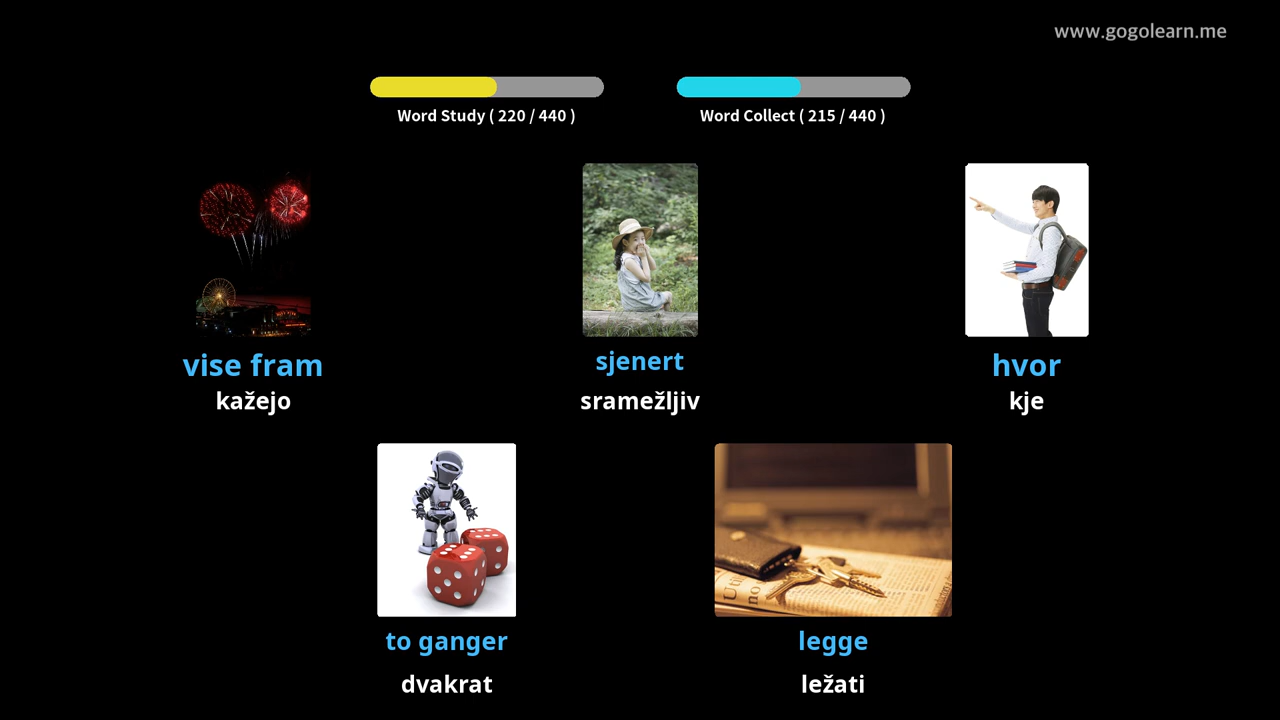 www.gogolearn.me
Word Study ( 220 / 440 )
Word Collect ( 215 / 440 )
vise fram
kažejo
sjenert
sramežljiv
hvor
kje
to ganger
dvakrat
legge
ležati